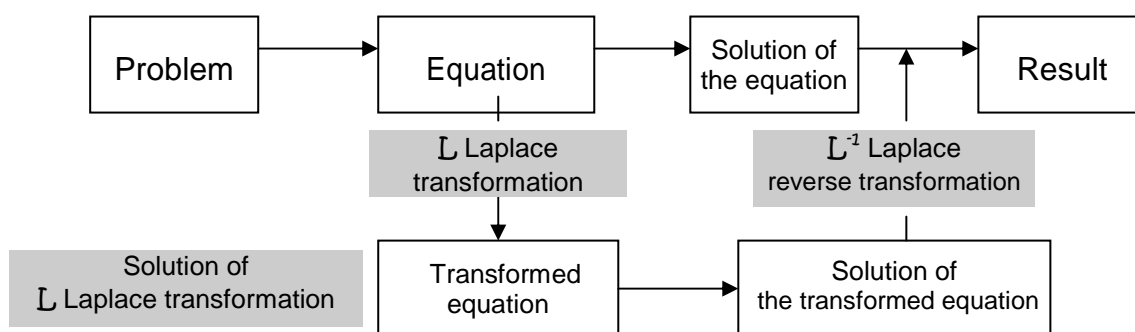 Problem
Equation
Solution of
the equation
Result
L Laplace
transformation
L⁻¹ Laplace
reverse transformation
Solution of
L Laplace transformation
Transformed
equation
Solution of
the transformed equation